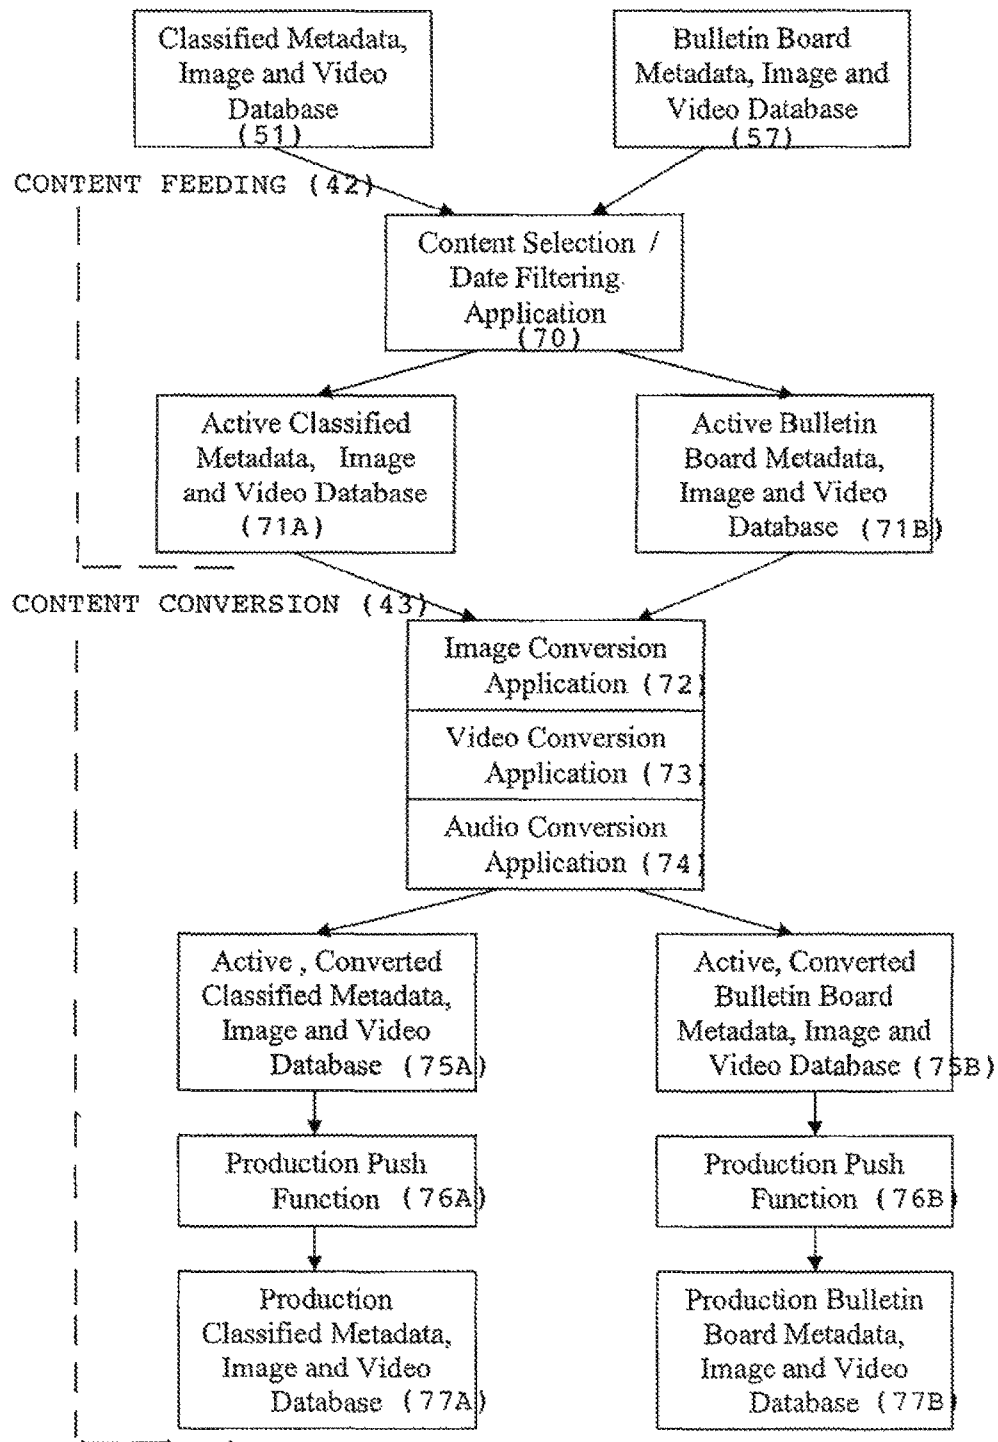 Classified Metadata,
Image and Video
Database
(51)
Bulletin Board
Metadata, Image and
Video Database
(57)
CONTENT FEEDING (42)
Content Selection /
Date Filtering
Application
(70)
Active Classified
Metadata, Image
and Video Database
(71A)
Active Bulletin
Board Metadata,
Image and Video
Database (71B)
CONTENT CONVERSION (43)
Image Conversion
Application (72)
Video Conversion
Application (73)
Audio Conversion
Application (74)
Active , Converted
Classified Metadata,
Image and Video
Database (75A)
Active, Converted
Bulletin Board
Metadata, Image and
Video Database (75B)
Production Push
Function (76A)
Production Push
Function (76B)
Production
Classified Metadata,
Image and Video
Database (77A)
Production Bulletin
Board Metadata,
Image and Video
Database (77B)